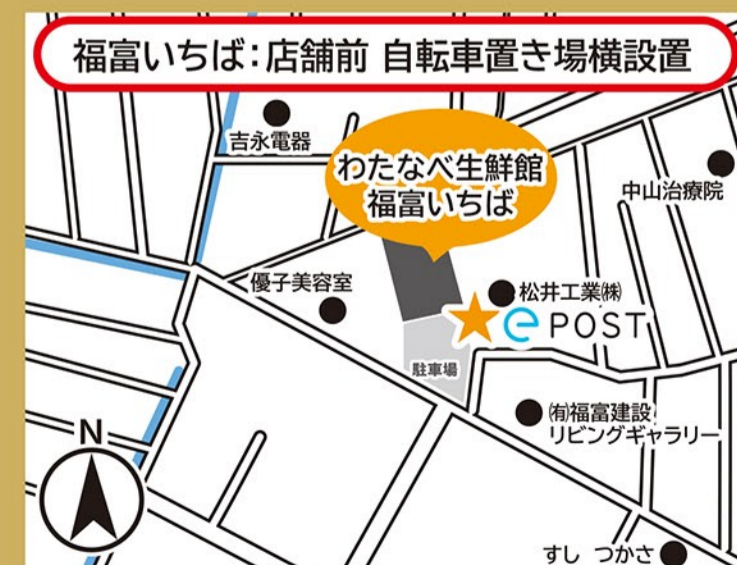 福富いちば:店舗前 自転車置き場横設置
吉永電器
わたなべ生鮮館
福富いちば
中山治療院
優子美容室
松井工業㈱
e POST
駐車場
㈲福富建設
リビングギャラリー
N
すし つかさ